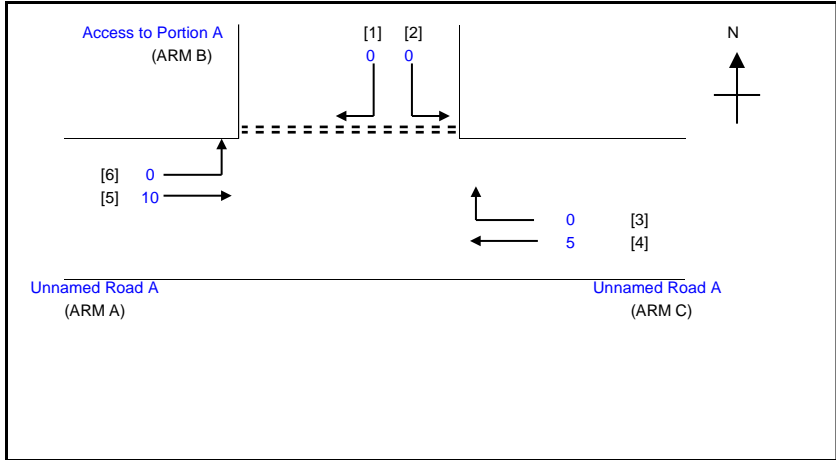 Access to Portion A [1] [2] N
(ARM B) 0 0
[6] 0
[5] 10
0 [3]
5 [4]
Unnamed Road A Unnamed Road A
(ARM A) (ARM C)